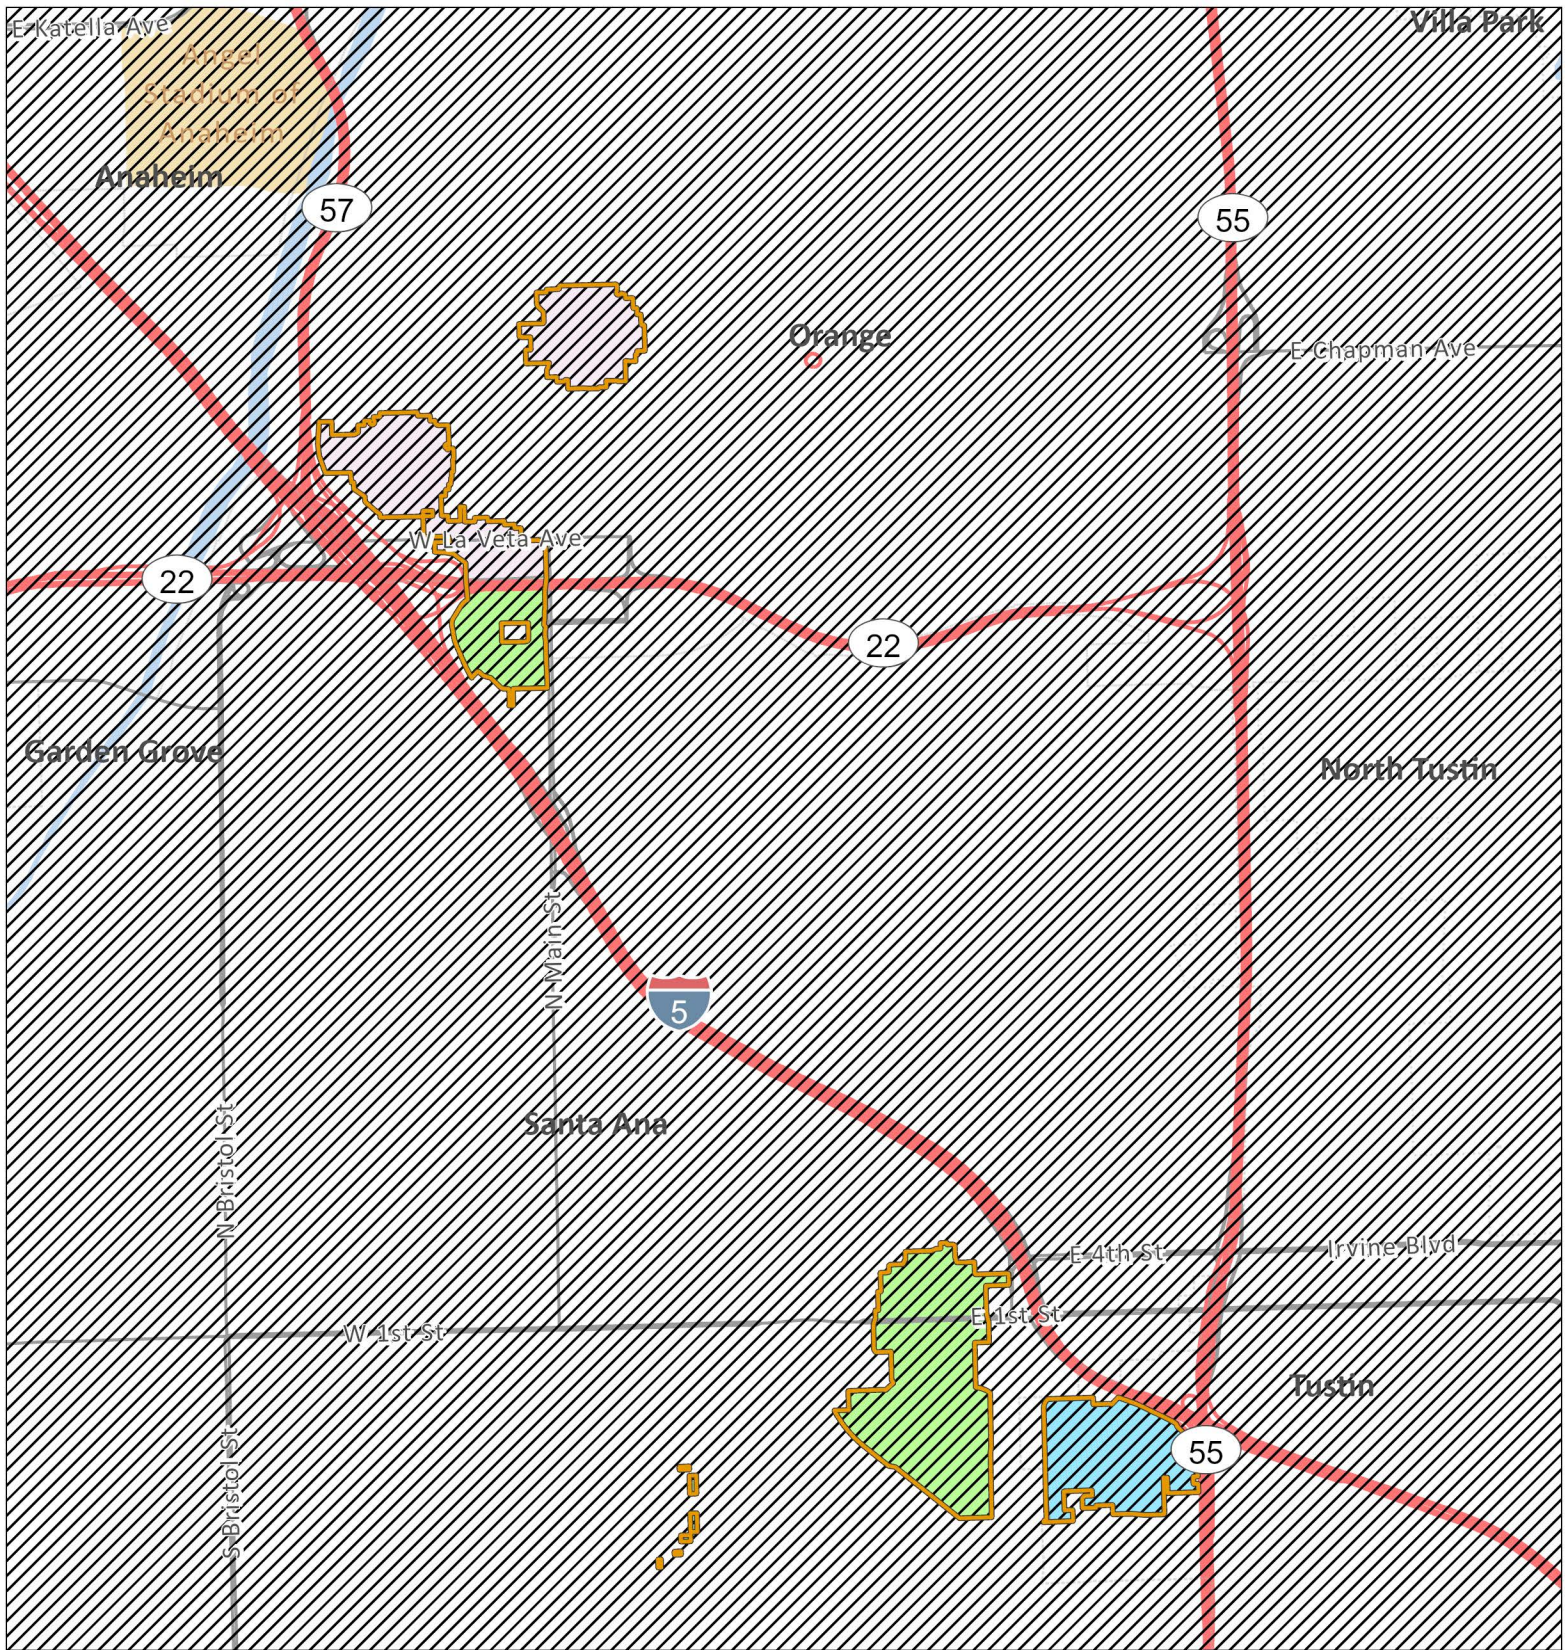 E Katella Ave
Villa Park
Angel
Stadium of
Anaheim
Anaheim
57
55
Orange
E Chapman Ave
W La Veta Ave
22
22
Garden Grove
North Tustin
N Main St
5
Santa Ana
N Bristol St
E 4th St
Irvine Blvd
E 1st St
W 1st St
Tustin
55
S Bristol St